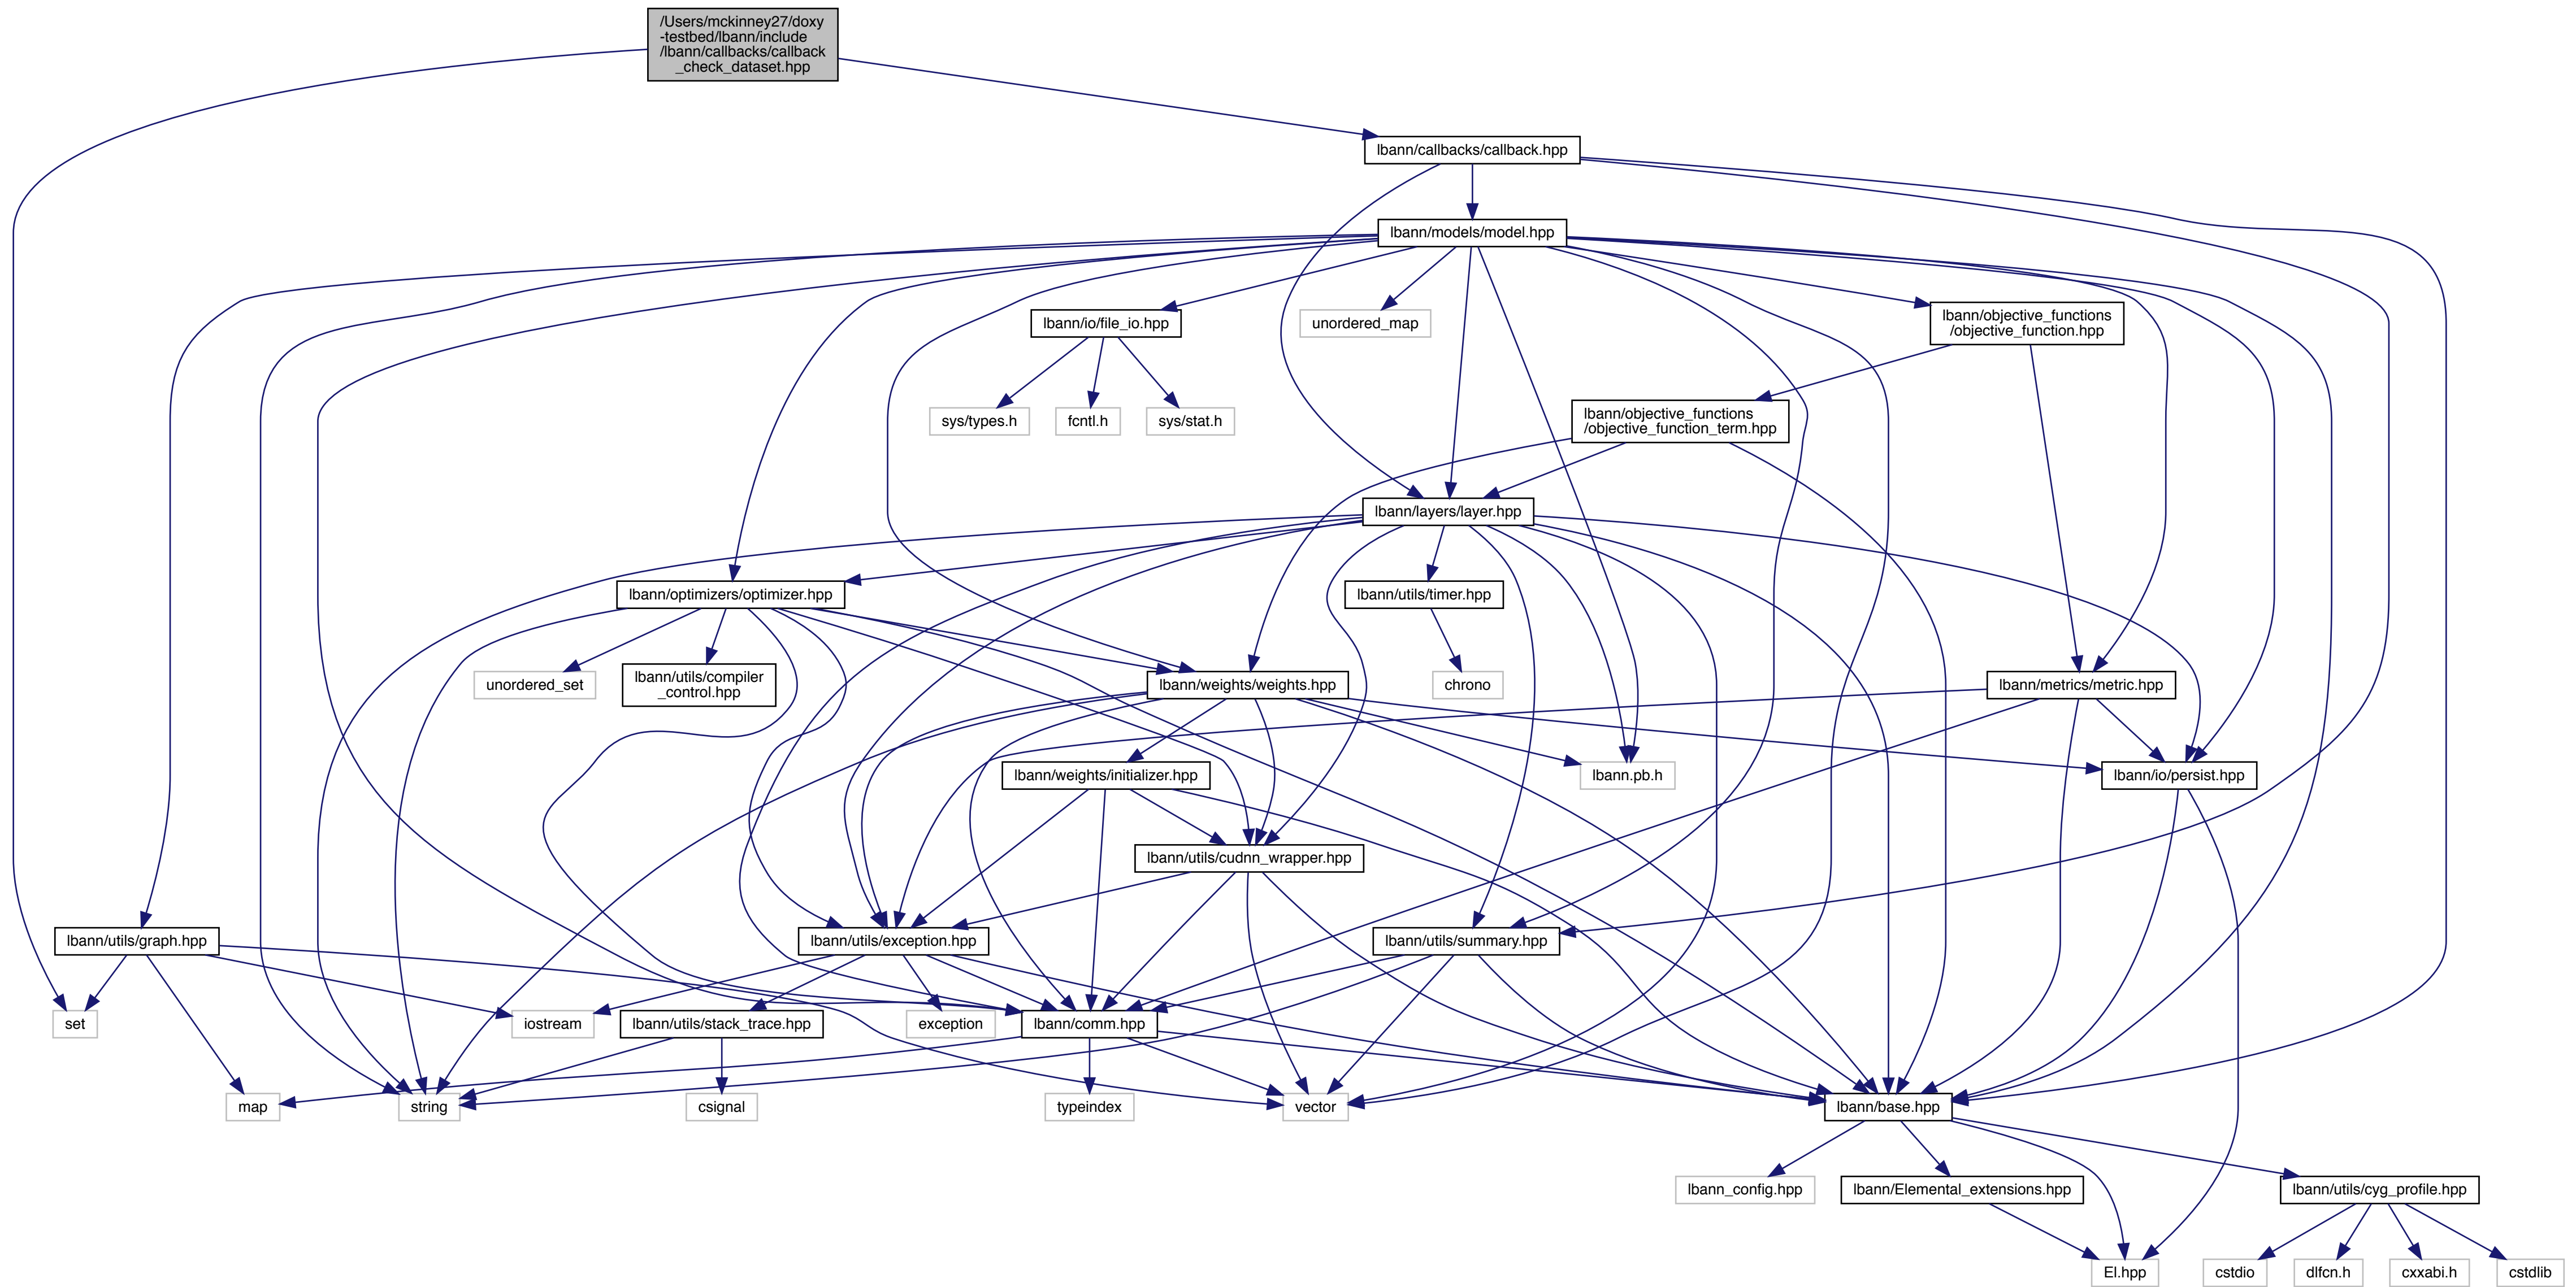 /Users/mckinney27/doxy
-testbed/lbann/include
/lbann/callbacks/callback
_check_dataset.hpp
lbann/callbacks/callback.hpp
lbann/models/model.hpp
lbann/io/file_io.hpp
unordered_map
lbann/objective_functions
/objective_function.hpp
sys/types.h
fcntl.h
sys/stat.h
lbann/objective_functions
/objective_function_term.hpp
lbann/layers/layer.hpp
lbann/optimizers/optimizer.hpp
lbann/utils/timer.hpp
unordered_set
lbann/utils/compiler
_control.hpp
lbann/weights/weights.hpp
chrono
lbann/metrics/metric.hpp
lbann/weights/initializer.hpp
lbann.pb.h
lbann/io/persist.hpp
lbann/utils/cudnn_wrapper.hpp
lbann/utils/graph.hpp
lbann/utils/exception.hpp
lbann/utils/summary.hpp
set
iostream
lbann/utils/stack_trace.hpp
exception
lbann/comm.hpp
map
string
csignal
typeindex
vector
lbann/base.hpp
lbann_config.hpp
lbann/Elemental_extensions.hpp
lbann/utils/cyg_profile.hpp
El.hpp
cstdio
dlfcn.h
cxxabi.h
cstdlib